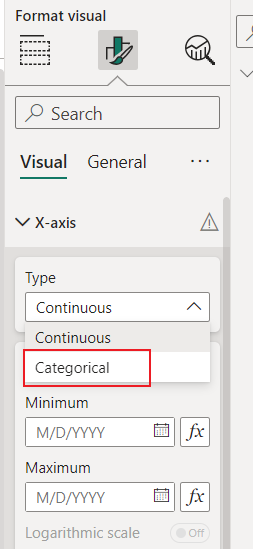 Format visual
Search
Visual General ...
X-axis
Type
Continuous
Continuous
Categorical
Minimum
M/D/YYYY fx
Maximum
M/D/YYYY fx
Logarithmic scale Off